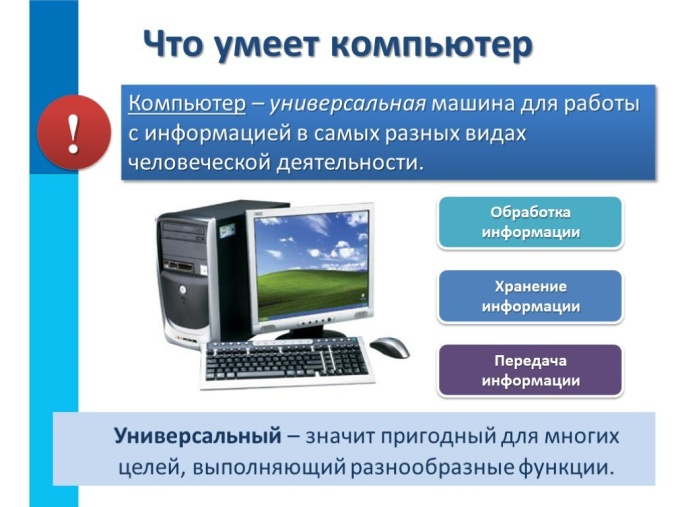 Что умеет компьютер
!
Компьютер – универсальная машина для работы
с информацией в самых разных видах
человеческой деятельности.
Обработка
информации
Хранение
информации
Передача
информации
Универсальный – значит пригодный для многих
целей, выполняющий разнообразные функции.